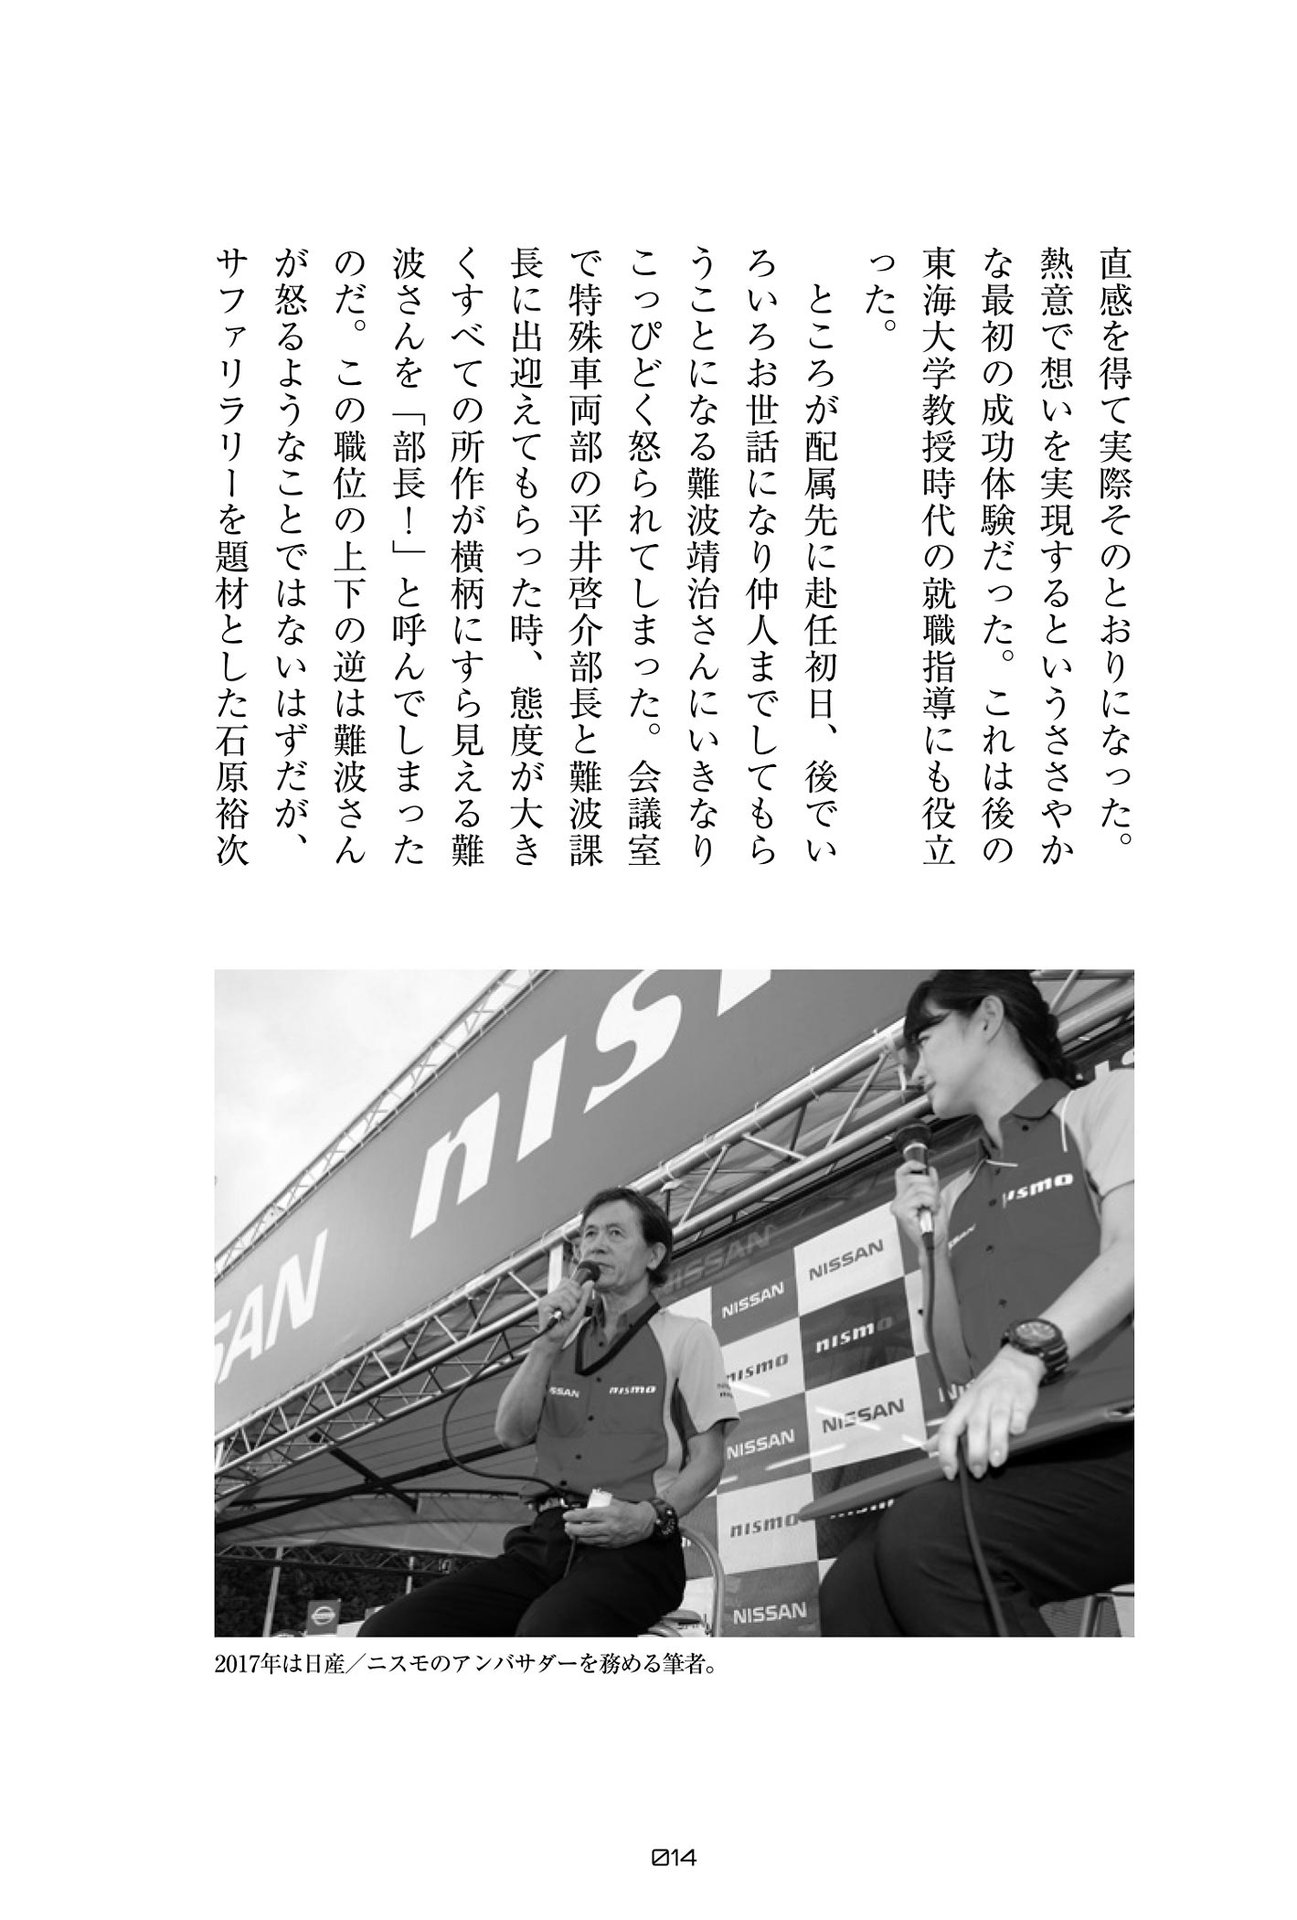 直感を得て実際そのとおりになった。
熱意で想いを実現するというささやか
な最初の成功体験だった。これは後の
東海大学教授時代の就職指導にも役立
った。
ところが配属先に赴任初日、後でい
ろいろお世話になり仲人までしてもら
うことになる難波靖治さんにいきなり
こっぴどく怒られてしまった。会議室
で特殊車両部の平井啓介部長と難波課
長に出迎えてもらった時、態度が大き
くすべての所作が横柄にすら見える難
波さんを「部長！」と呼んでしまった
のだ。この職位の上下の逆は難波さん
が怒るようなことではないはずだが、
サファリラリーを題材とした石原裕次
SAN
nis
nismo
NISSAN
NISSAN
NISSAN
nismo
nismo
SSAN
nismo
NISSAN
NISSAN
nismo
NISSAN
2017年は日産／ニスモのアンバサダーを務める筆者。
014